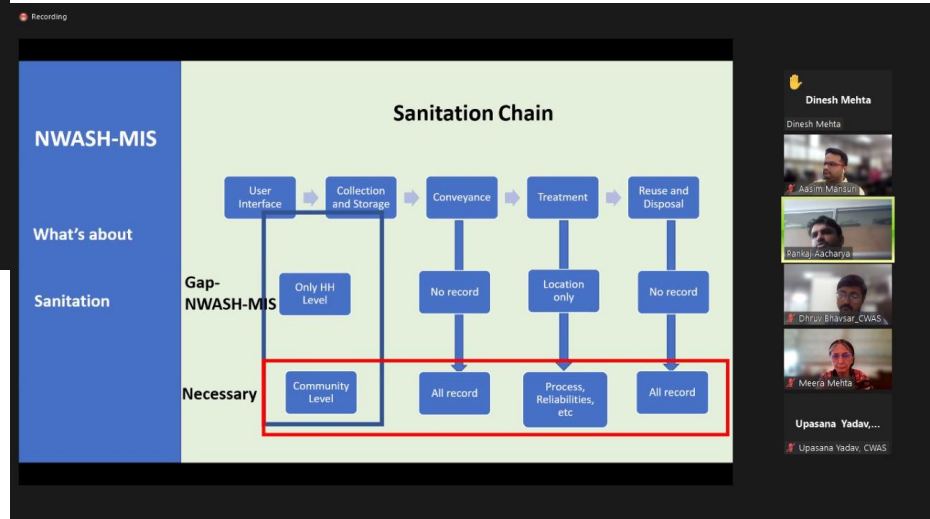 Recording
NWASH-MIS
What's about
Sanitation
Sanitation Chain
User
Interface
Collection
and Storage
Conveyance
Treatment
Reuse and
Disposal
Gap-
NWASH-MIS
Only HH
Level
No record
Location
only
No record
Necessary
Community
Level
All record
Process,
Reliabilities,
etc
All record
Dinesh Mehta
Dinesh Mehta
Aasim Mansuri
Pankaj Aacharya
Dhruv Bhavsar_CWAS
Meera Mehta
Upasana Yadav,...
Upasana Yadav, CWAS